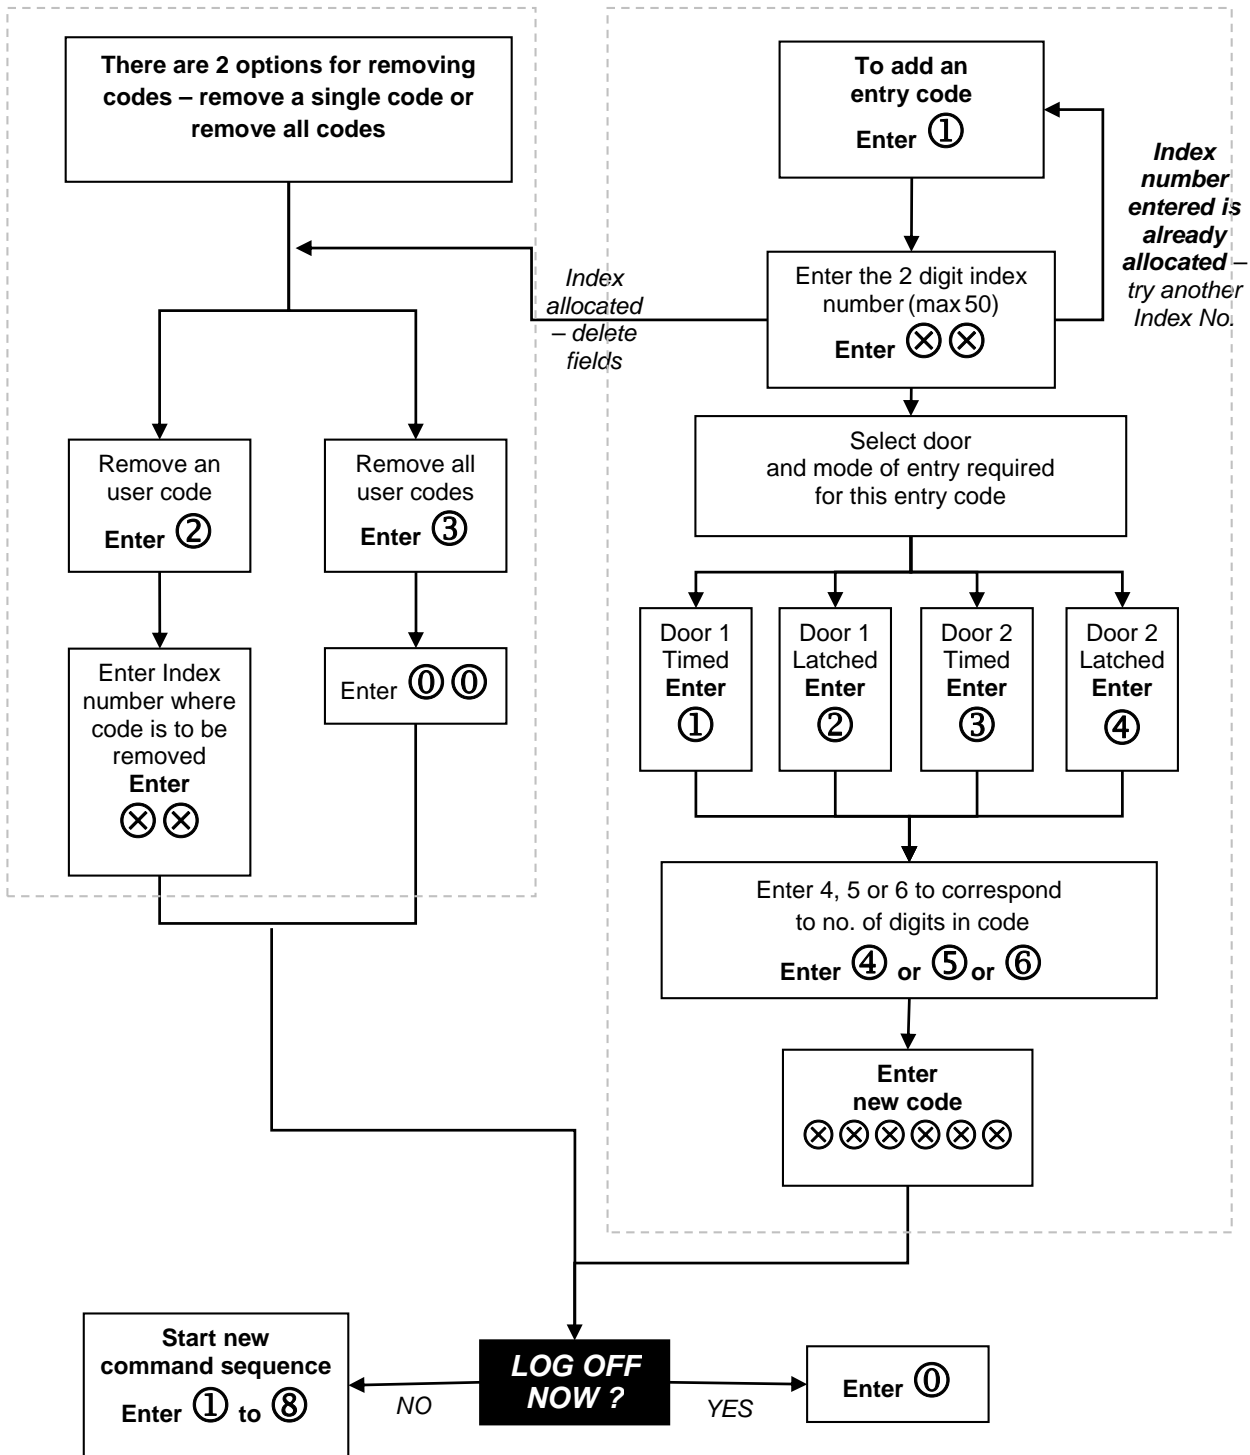 There are 2 options for removing
codes – remove a single code or
remove all codes
To add an
entry code
Enter ①
Index
number
entered is
already
allocated –
try another
Index No.
Enter the 2 digit index
number (max 50)
Enter ⓧ ⓧ
Index
allocated
– delete
fields
Remove an
user code
Enter ②
Remove all
user codes
Enter ③
Select door
and mode of entry required
for this entry code
Enter Index
number where
code is to be
removed
Enter
ⓧ ⓧ
Enter ⓪ ⓪
Door 1
Timed
Enter
①
Door 1
Latched
Enter
②
Door 2
Timed
Enter
③
Door 2
Latched
Enter
④
Enter 4, 5 or 6 to correspond
to no. of digits in code
Enter ④ or ⑤ or ⑥
Enter
new code
ⓧ ⓧ ⓧ ⓧ ⓧ ⓧ
Start new
command sequence
Enter ① to ⑧
NO
LOG OFF
NOW ?
YES
Enter ⓪